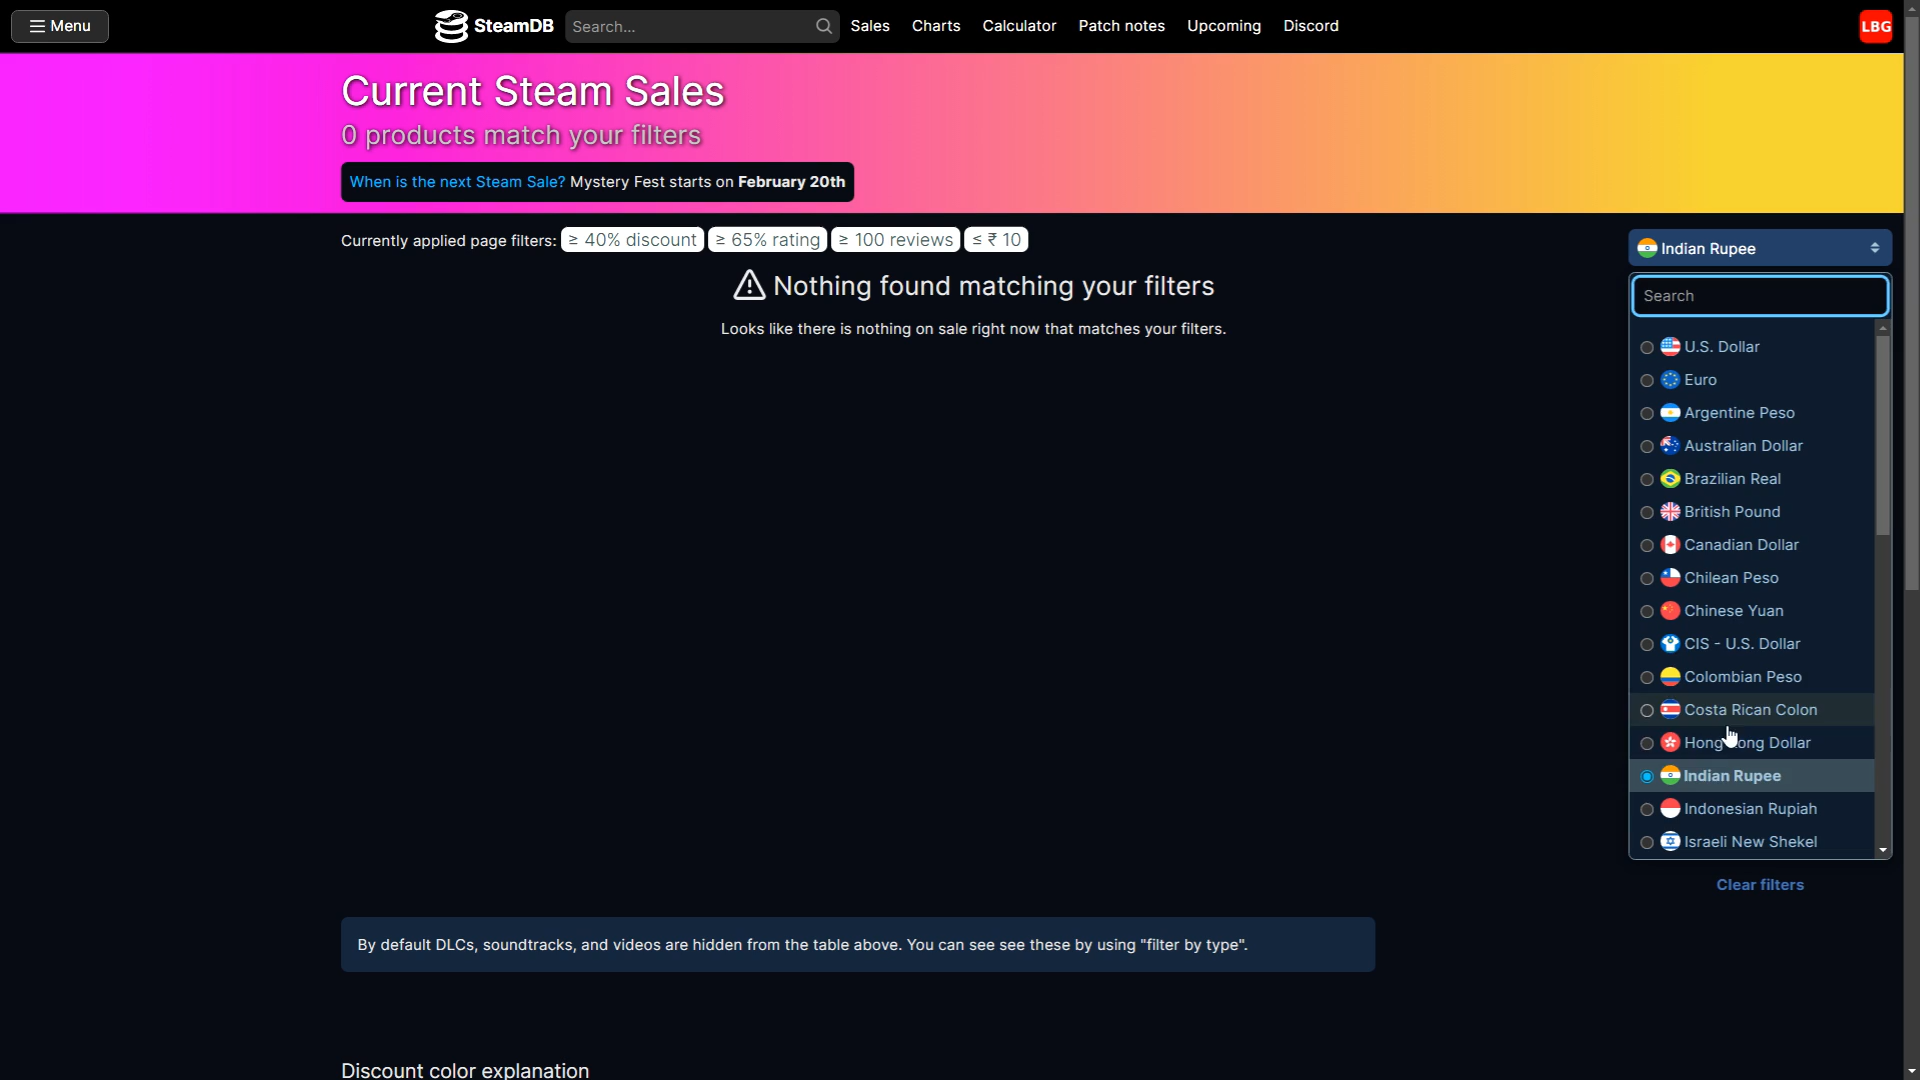 Menu
SteamDB
Search...
Sales Charts Calculator Patch notes Upcoming Discord
LBG
Current Steam Sales
0 products match your filters
When is the next Steam Sale? Mystery Fest starts on February 20th
Currently applied page filters: ≥ 40% discount ≥ 65% rating ≥ 100 reviews ≤ ₹ 10
Nothing found matching your filters
Looks like there is nothing on sale right now that matches your filters.
Indian Rupee
Search
U.S. Dollar
Euro
Argentine Peso
Australian Dollar
Brazilian Real
British Pound
Canadian Dollar
Chilean Peso
Chinese Yuan
CIS - U.S. Dollar
Colombian Peso
Costa Rican Colon
Hong Kong Dollar
Indian Rupee
Indonesian Rupiah
Israeli New Shekel
Clear filters
By default DLCs, soundtracks, and videos are hidden from the table above. You can see see these by using "filter by type".
Discount color explanation